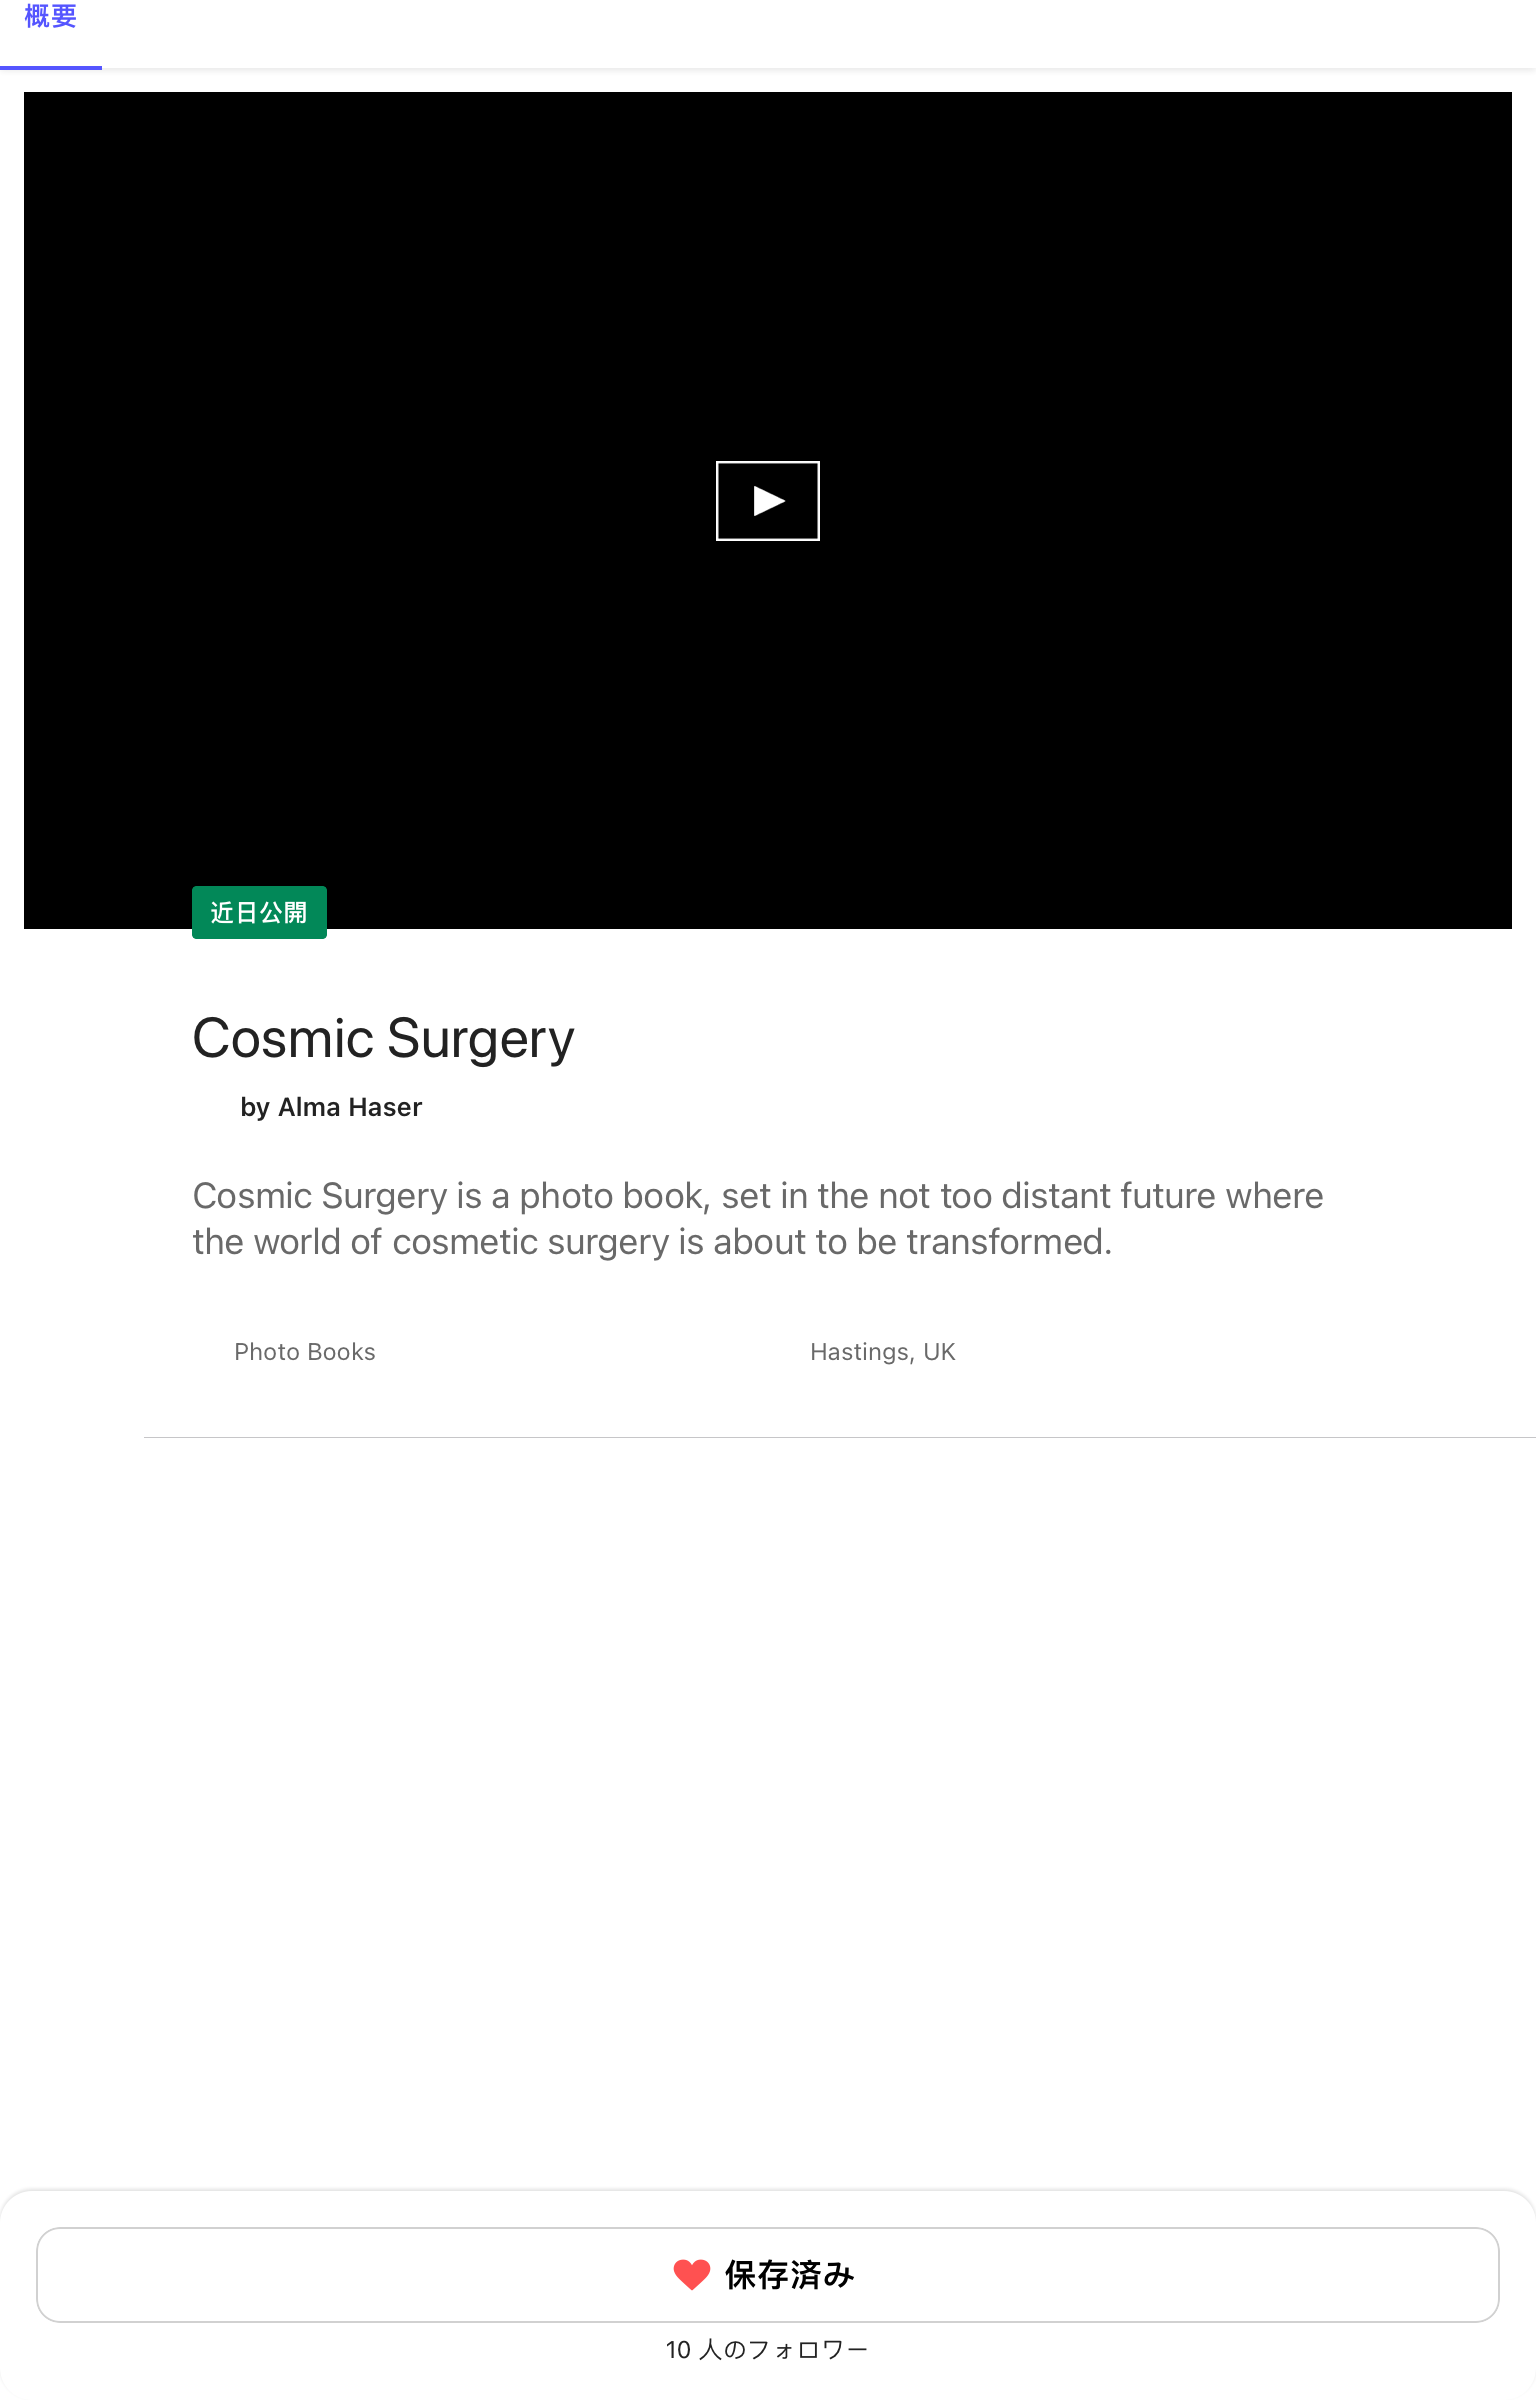 概要
近日公開
Cosmic Surgery
by Alma Haser
Cosmic Surgery is a photo book, set in the not too distant future where
the world of cosmetic surgery is about to be transformed.
Photo Books
Hastings, UK
保存済み
10 人のフォロワー